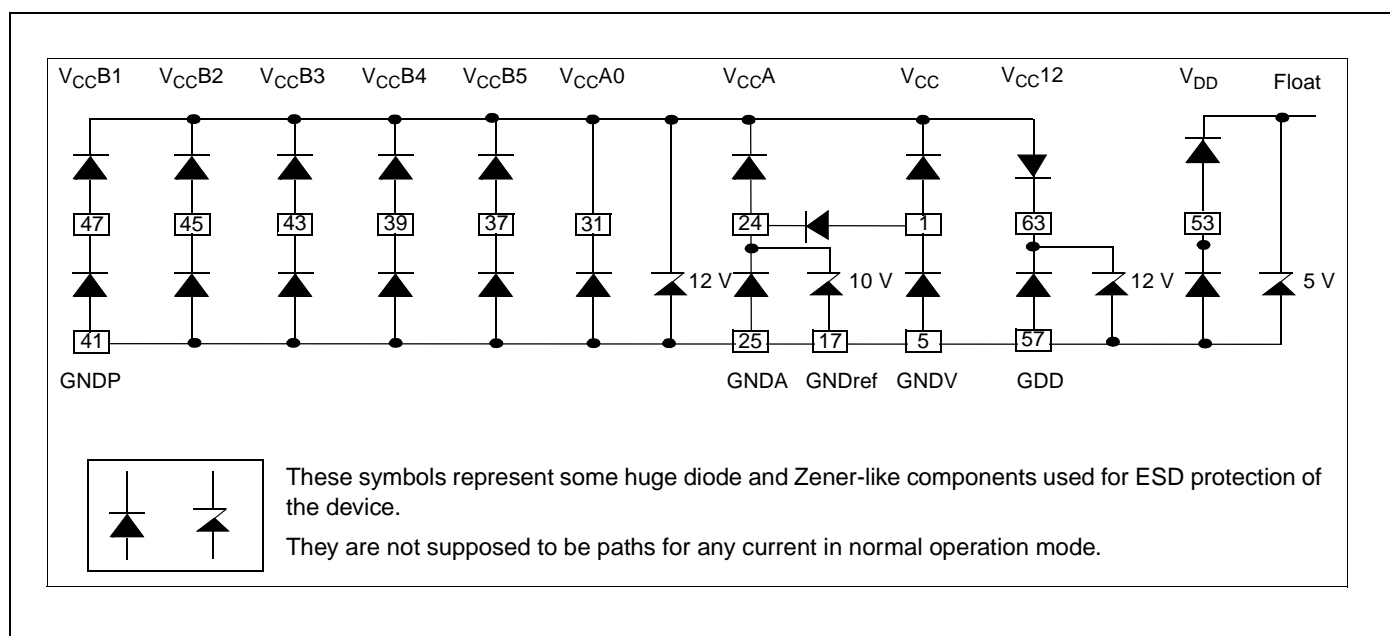 VCCB1 VCCB2 VCCB3 VCCB4 VCCB5 VCCA0 VCCA VCC VCC12 VDD Float
47 45 43 39 37 31 24 1 63 53
12 V 10 V 12 V 5 V
41 25 17 5 57
GNDP GNDA GNDref GNDV GDD
These symbols represent some huge diode and Zener-like components used for ESD protection of
the device.
They are not supposed to be paths for any current in normal operation mode.